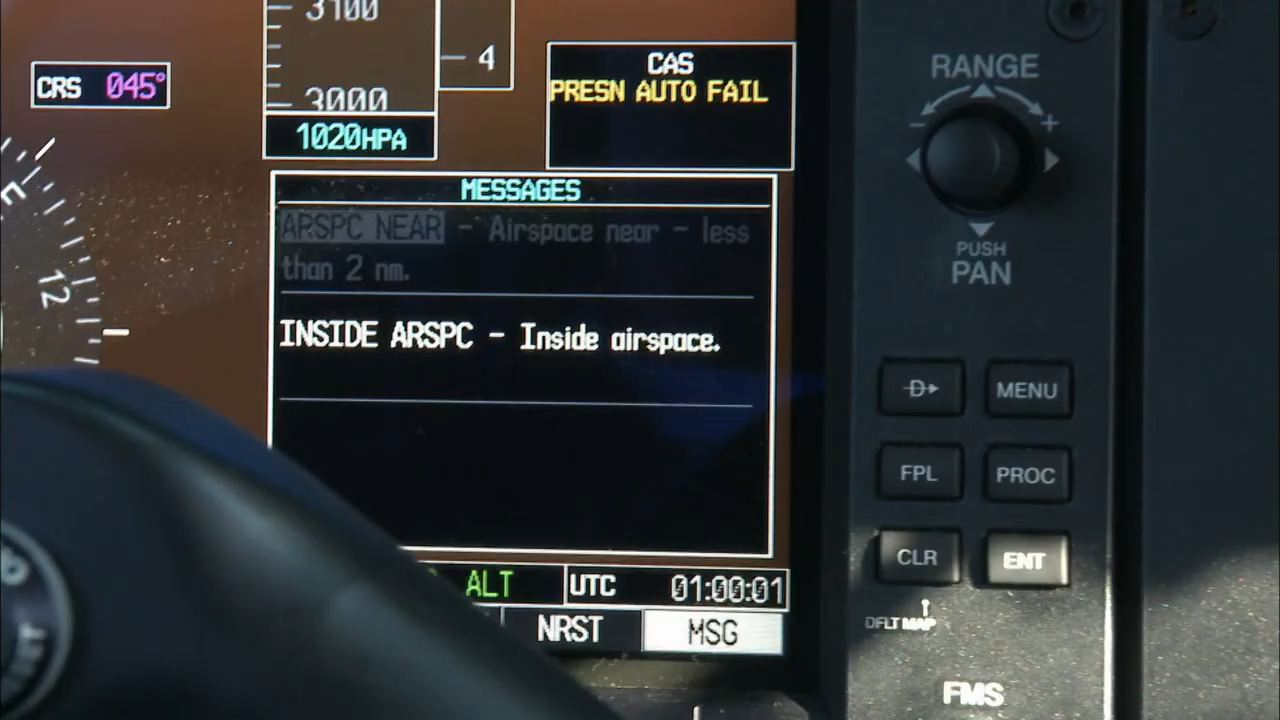 3100
4
3000
1020HPA
CRS 045°
CAS
PRESN AUTO FAIL
MESSAGES
ARSPC NEAR - Airspace near - less
than 2 nm.
INSIDE ARSPC - Inside airspace.
12
ALT
UTC 01:00:01
NRST
MSG
RANGE
- +
PUSH
PAN
D MENU
FPL PROC
CLR ENT
DFLT MAP
FMS